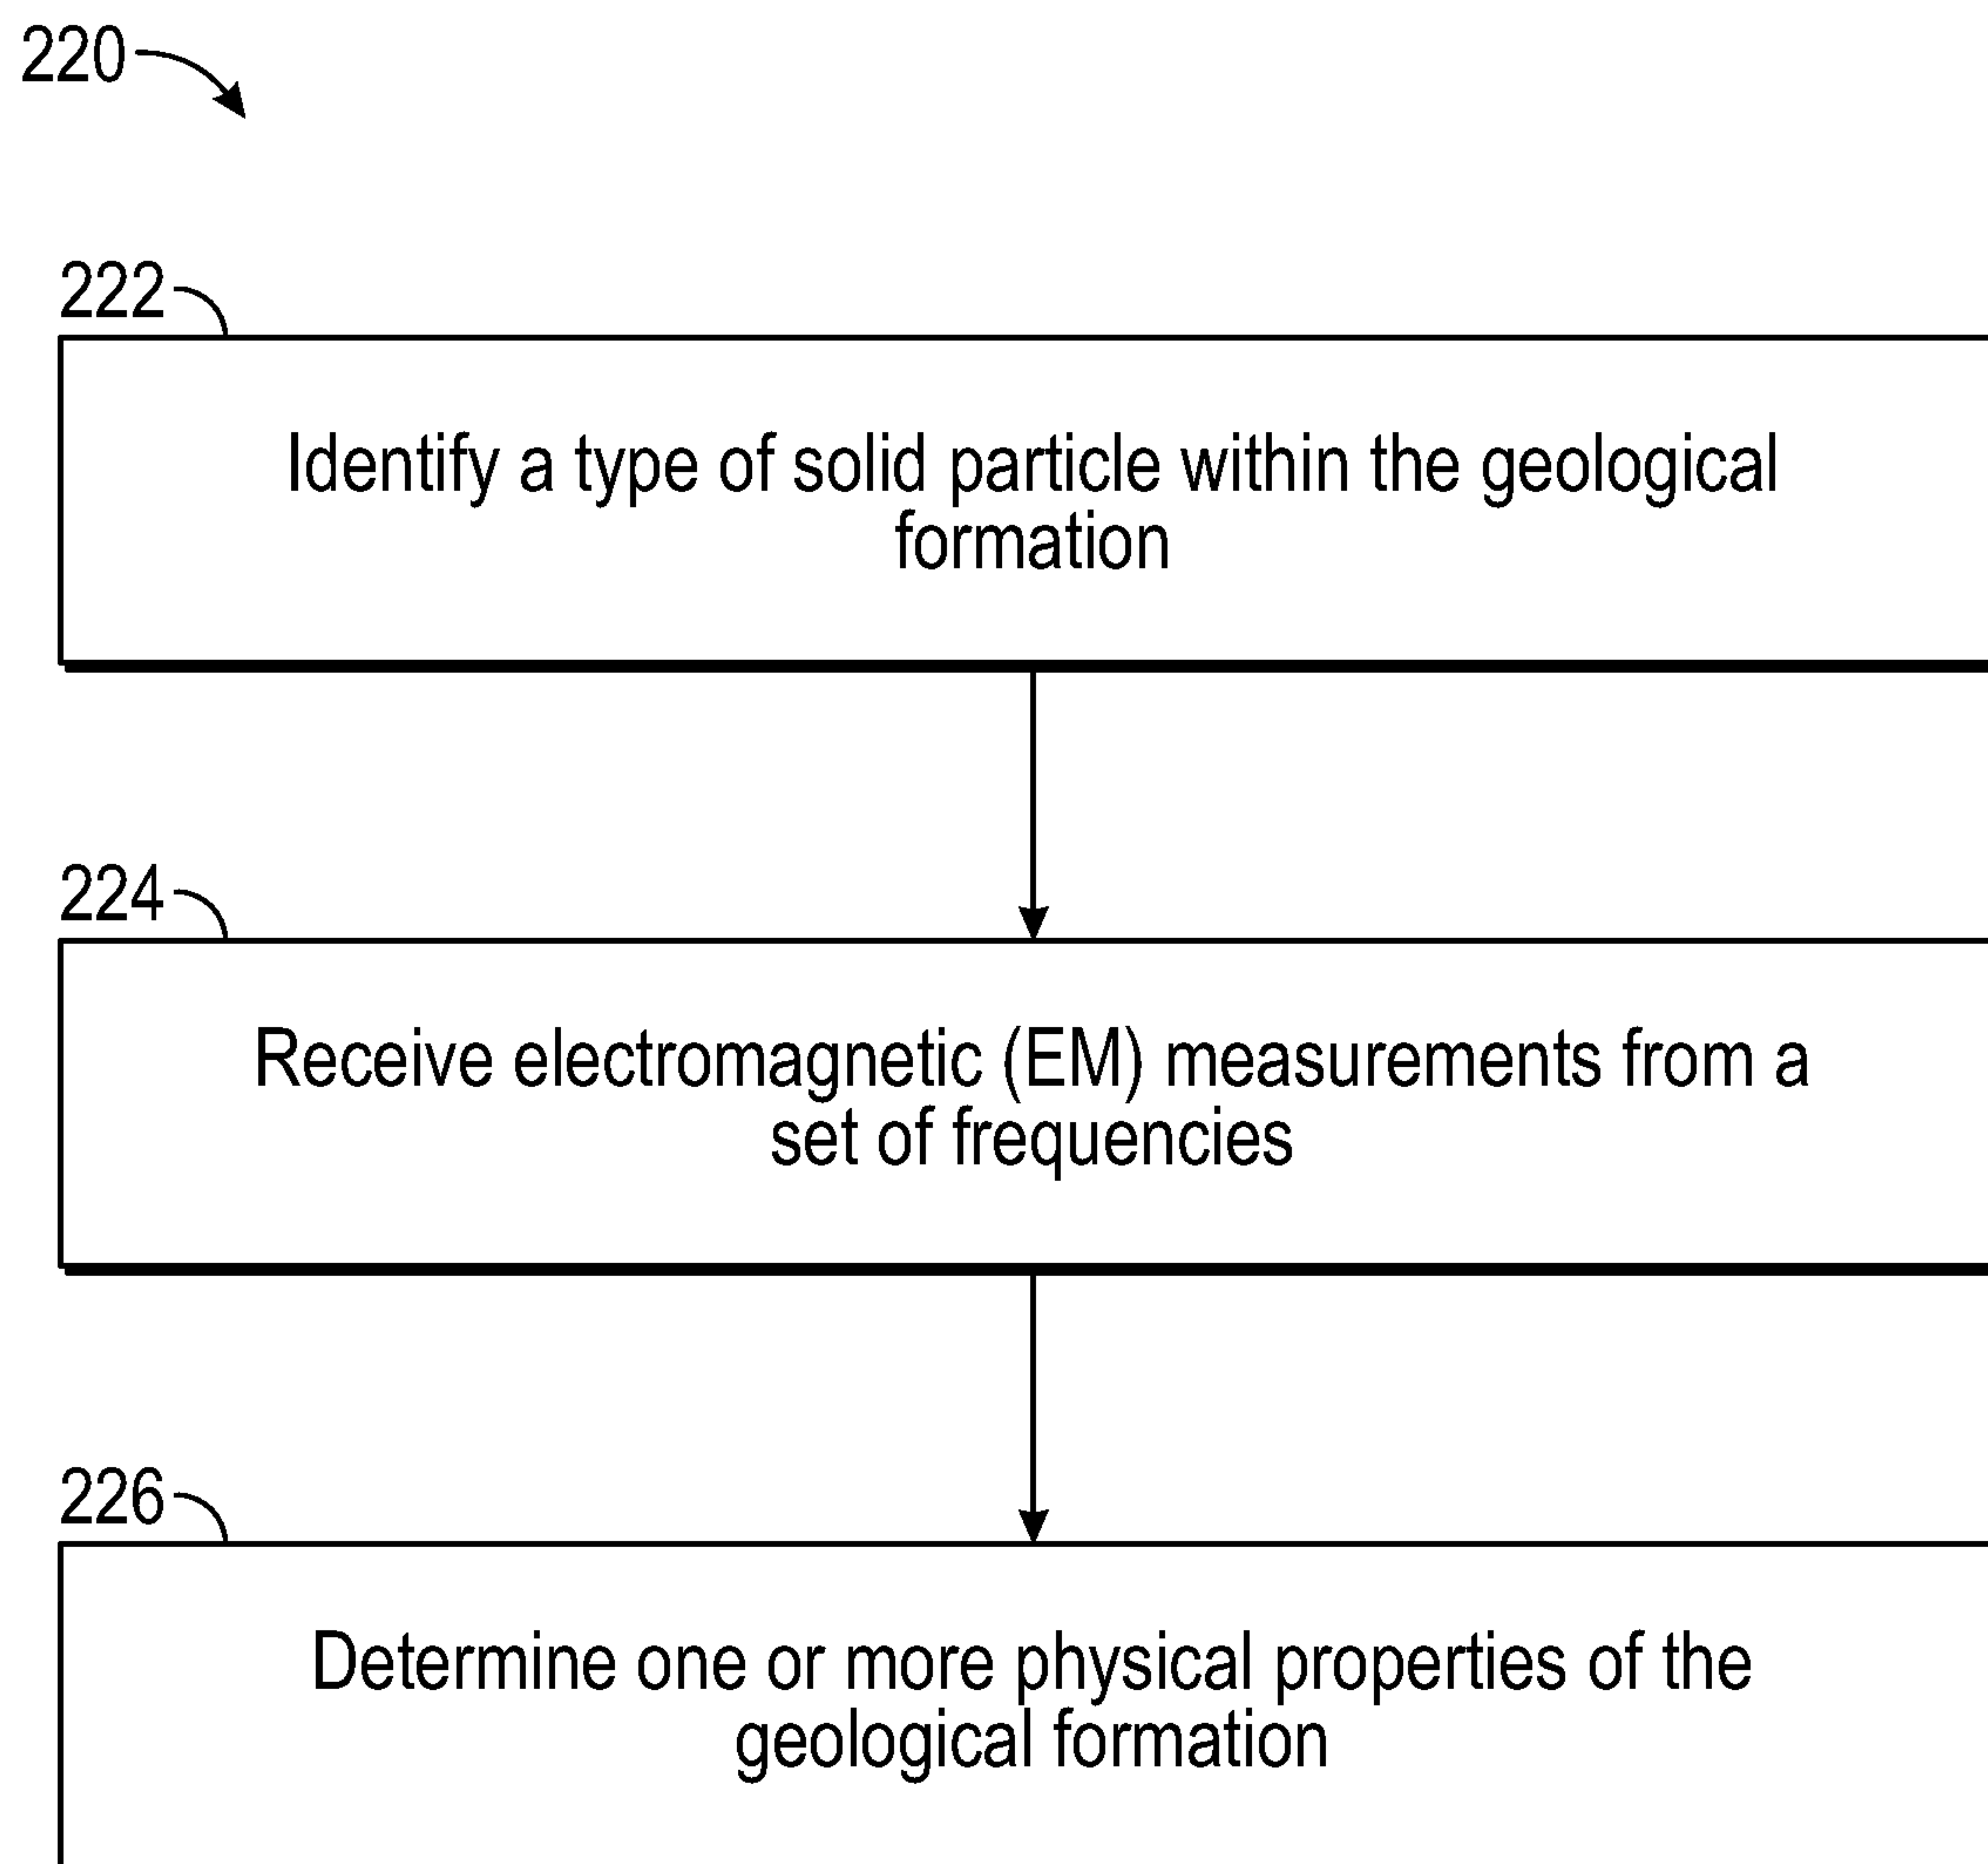 220
222
Identify a type of solid particle within the geological
formation
224
Receive electromagnetic (EM) measurements from a
set of frequencies
226
Determine one or more physical properties of the
geological formation